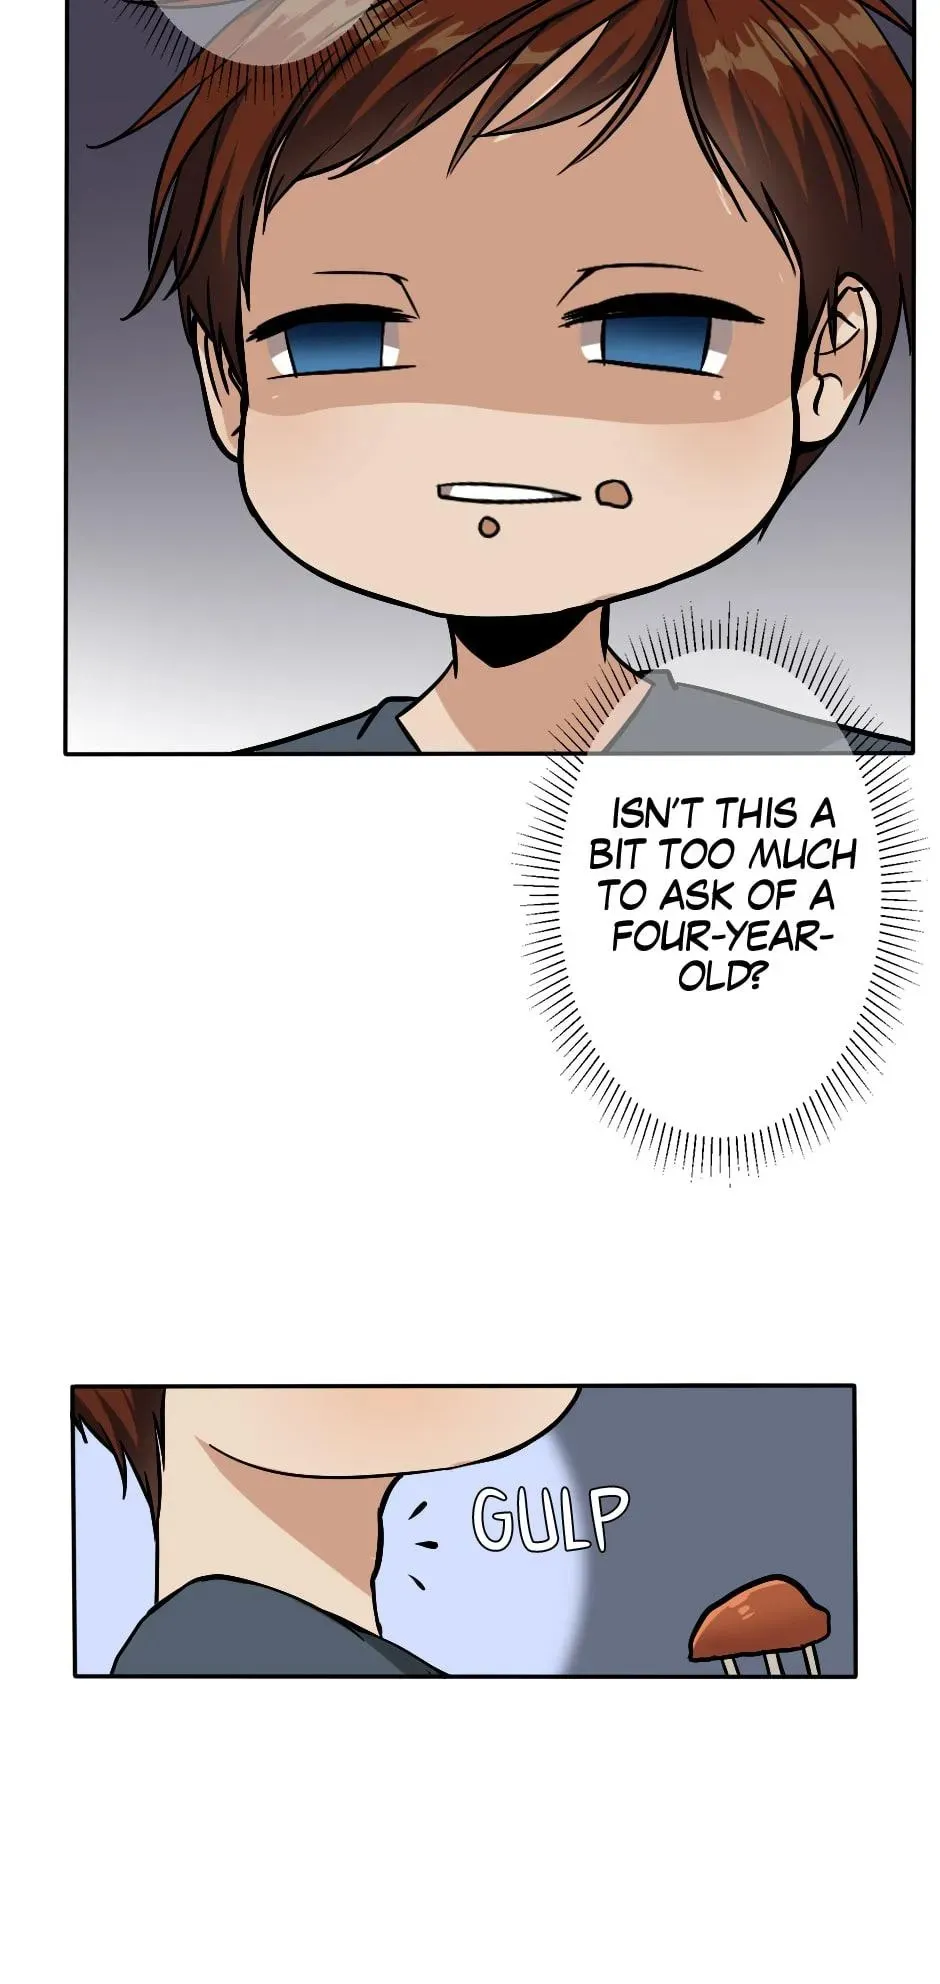 ISN'T THIS A
BIT TOO MUCH
TO ASK OF A
FOUR-YEAR-
OLD?
GULP